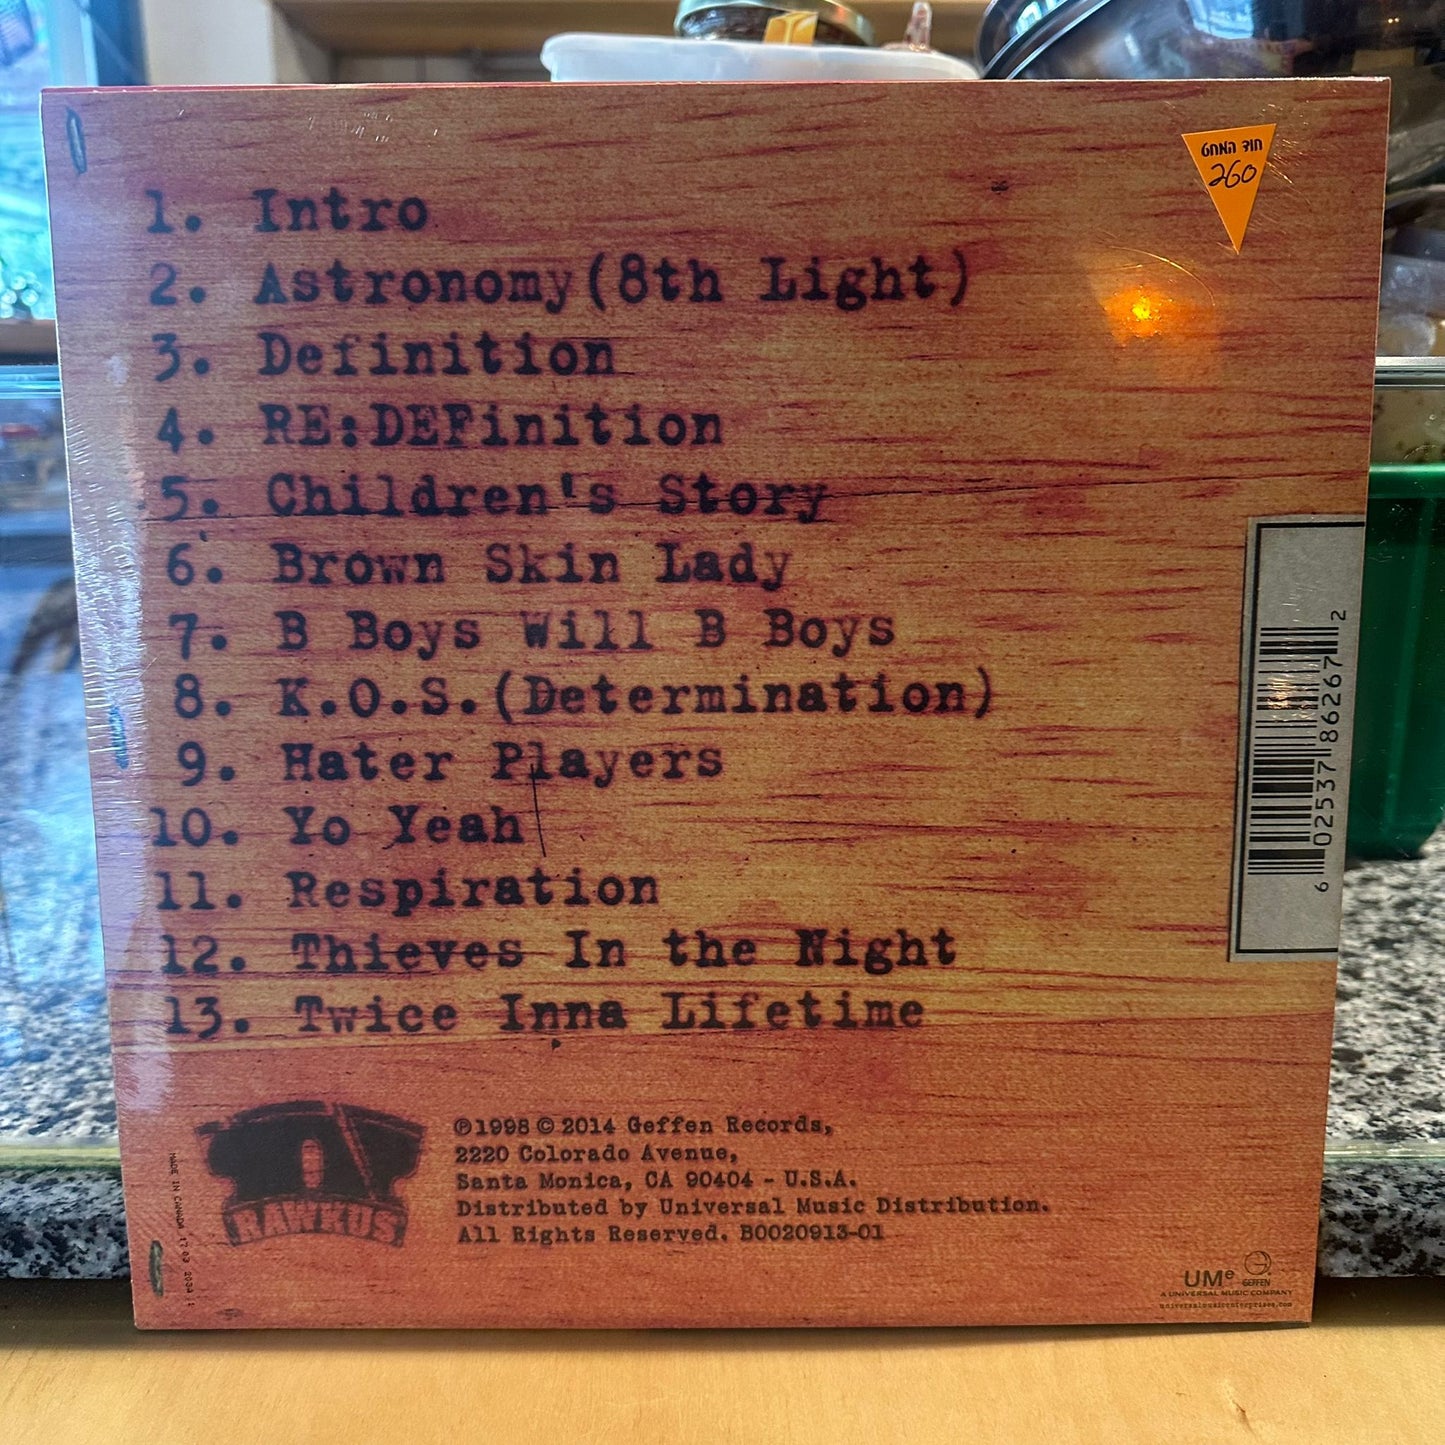 חוד המחט
260
1. Intro
2. Astronomy(8th Light)
3. Definition
4. RE:DEFinition
5. Children's Story
6. Brown Skin Lady
7. B Boys Will B Boys
8. K.O.S.(Determination)
9. Hater Players
10. Yo Yeah
11. Respiration
12. Thieves In the Night
13. Twice Inna Lifetime
6 02537 86267 2
RAWKUS
℗1998 © 2014 Geffen Records,
2220 Colorado Avenue,
Santa Monica, CA 90404 - U.S.A.
Distributed by Universal Music Distribution.
All Rights Reserved. B0020913-01
MADE IN CANADA
UMe GEFFEN
A UNIVERSAL MUSIC COMPANY
universalmusicenterprises.com